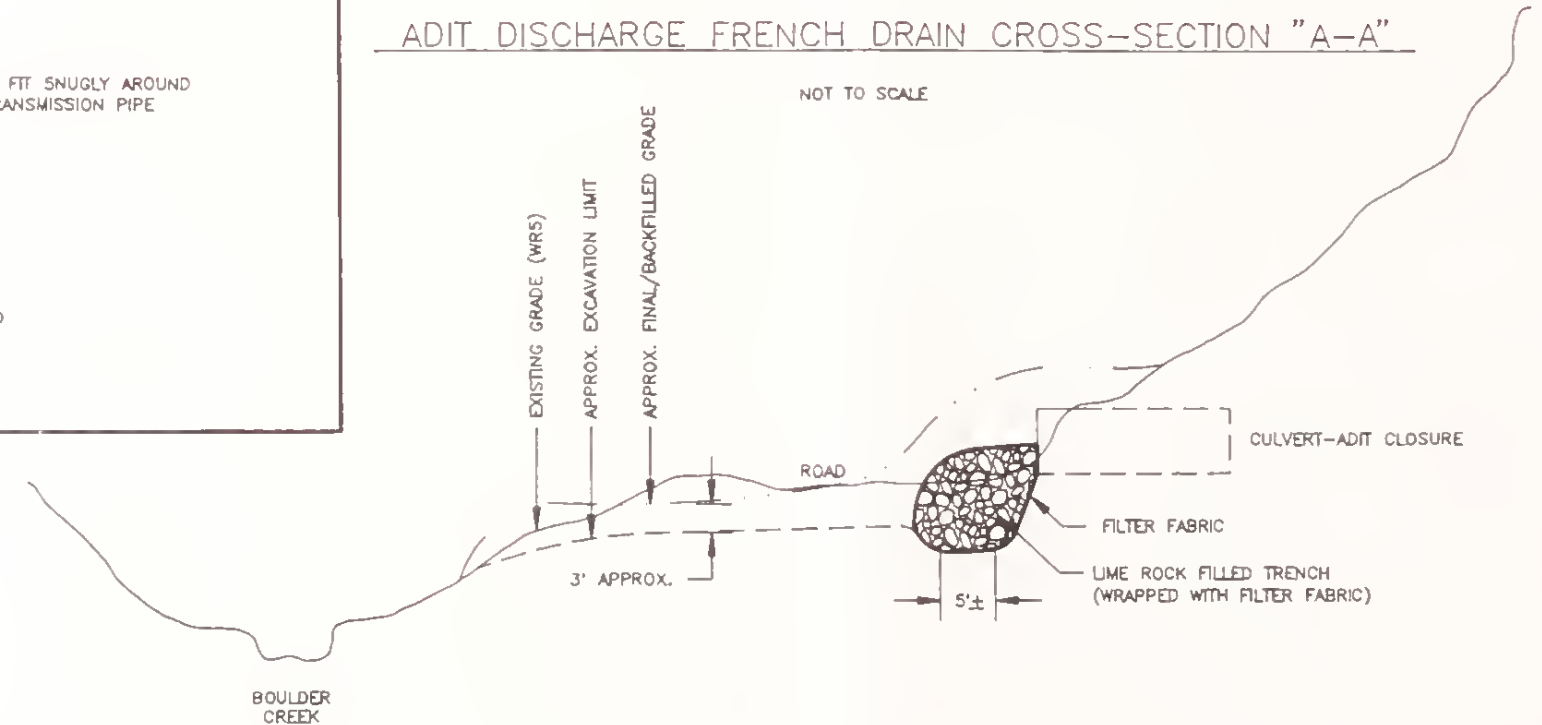 ADIT DISCHARGE FRENCH DRAIN CROSS-SECTION "A-A"
NOT TO SCALE
FIT SNUGLY AROUND
ANSMISSION PIPE
EXISTING GRADE (WR5)
APPROX. EXCAVATION LIMIT
APPROX. FINAL/BACKFILLED GRADE
ROAD
CULVERT-ADIT CLOSURE
FILTER FABRIC
LIME ROCK FILLED TRENCH
(WRAPPED WITH FILTER FABRIC)
3' APPROX.
5'±
BOULDER
CREEK